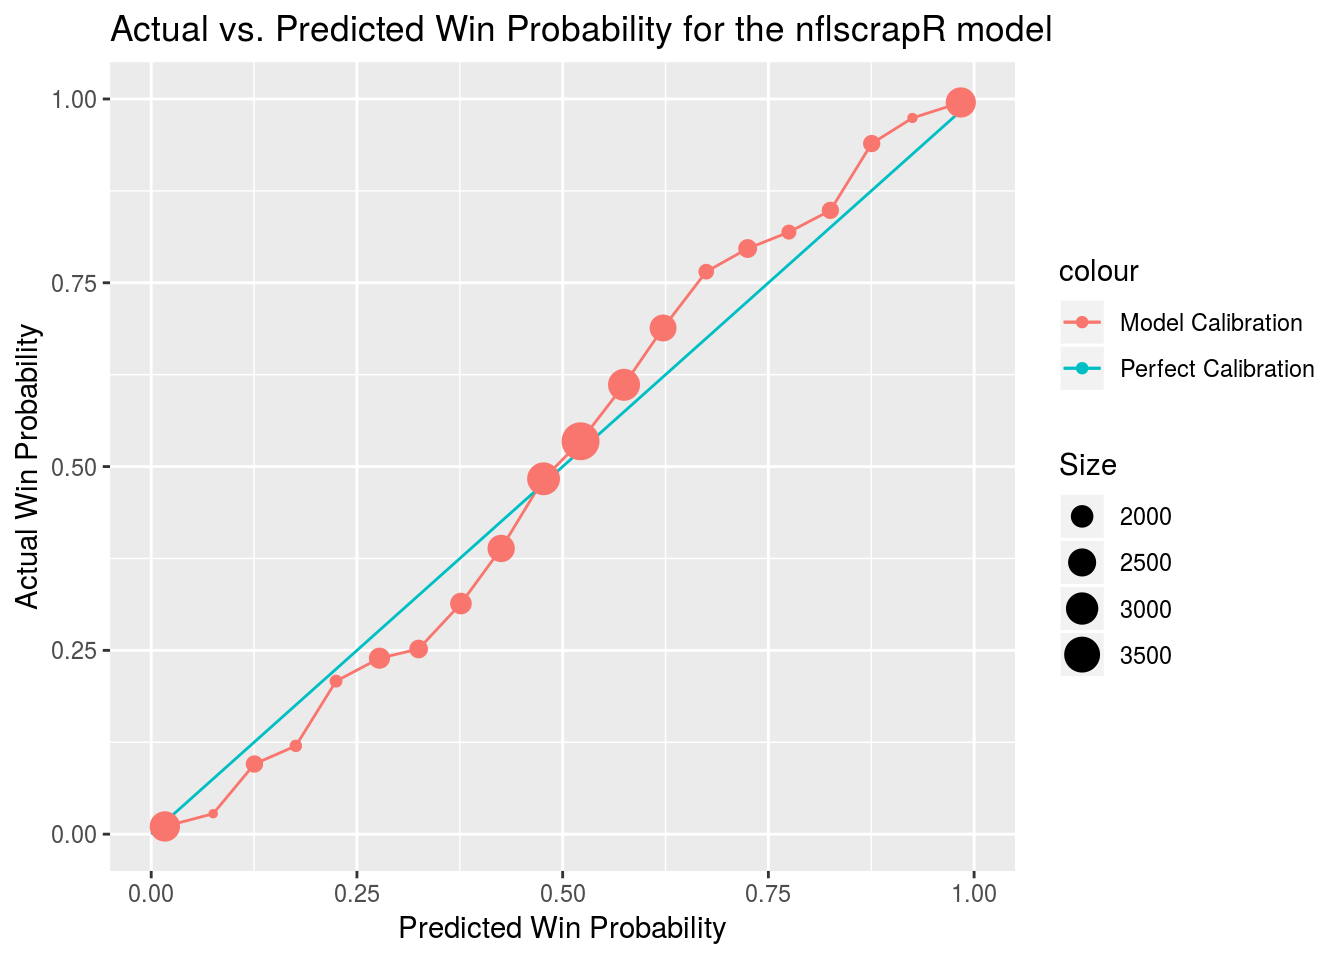 Actual vs. Predicted Win Probability for the nflscrapR model
1.00
0.75
0.50
0.25
0.00
Actual Win Probability
0.00 0.25 0.50 0.75 1.00
Predicted Win Probability
colour
Model Calibration
Perfect Calibration
Size
2000
2500
3000
3500